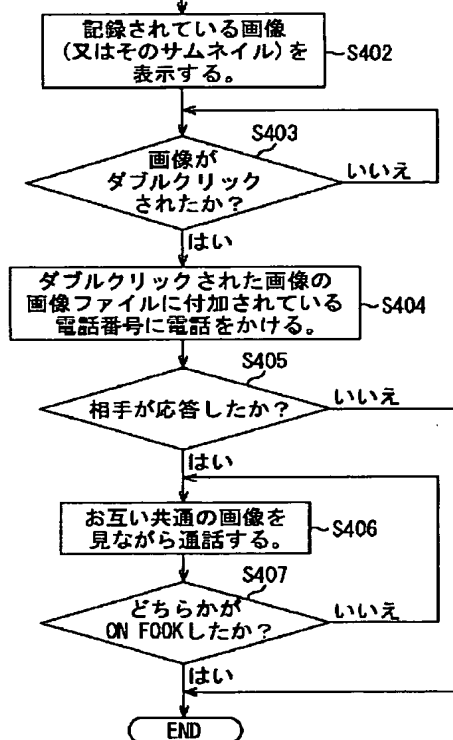 記録されている画像
(又はそのサムネイル)を
表示する。
S402
S403
画像が
ダブルクリック
されたか？
いいえ
はい
ダブルクリックされた画像の
画像ファイルに付加されている
電話番号に電話をかける。
S404
S405
相手が応答したか？
いいえ
はい
お互い共通の画像を
見ながら通話する。
S406
S407
どちらかが
ON FOOKしたか？
いいえ
はい
END